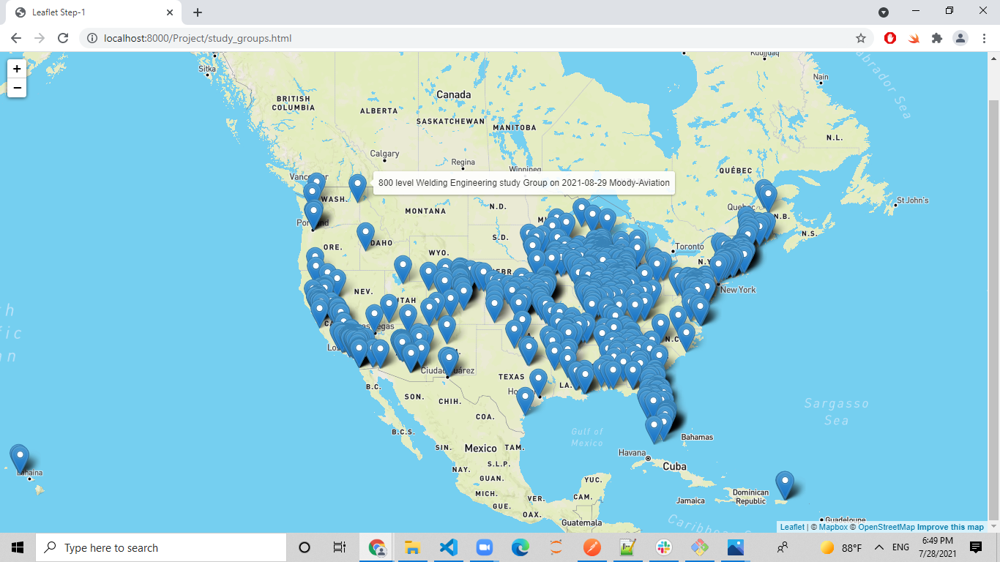 Leaflet Step-1
localhost:8000/Project/study_groups.html
+
−
Sitka
Kuujjuaq
Nain
Labrador Sea
Canada
BRITISH
COLUMBIA
ALBERTA
SASKATCHEWAN
MANITOBA
N.L.
Calgary
Regina
Winnipeg
QUÉBEC
Vancouver
800 level Welding Engineering study Group on 2021-08-29 Moody-Aviation
WASH.
MONTANA
N.D.
St John's
Quebec
N.B.
Portland
N.S.
ORE.
IDAHO
S.D.
WYO.
Toronto
N.Y.
NEBR.
New York
NEV.
UTAH
Las Vegas
N.C.
Los
Ciudad Juárez
TEXAS
LA.
B.C.
SON.
CHIH.
Sargasso
Sea
COA.
B.C.S.
Gulf of
Mexico
Bahamas
SIN.
Mexico
TAM.
Havana
Cuba
NAY.
S.L.P.
GUAN.
YUC.
Lahaina
MICH.
VER.
CAM.
Dominican
Republic
Jamaica
GUE.
OAX.
Guatemala
Guadeloupe
Leaflet | © Mapbox © OpenStreetMap Improve this map
Type here to search
88°F
ENG
6:49 PM
7/28/2021